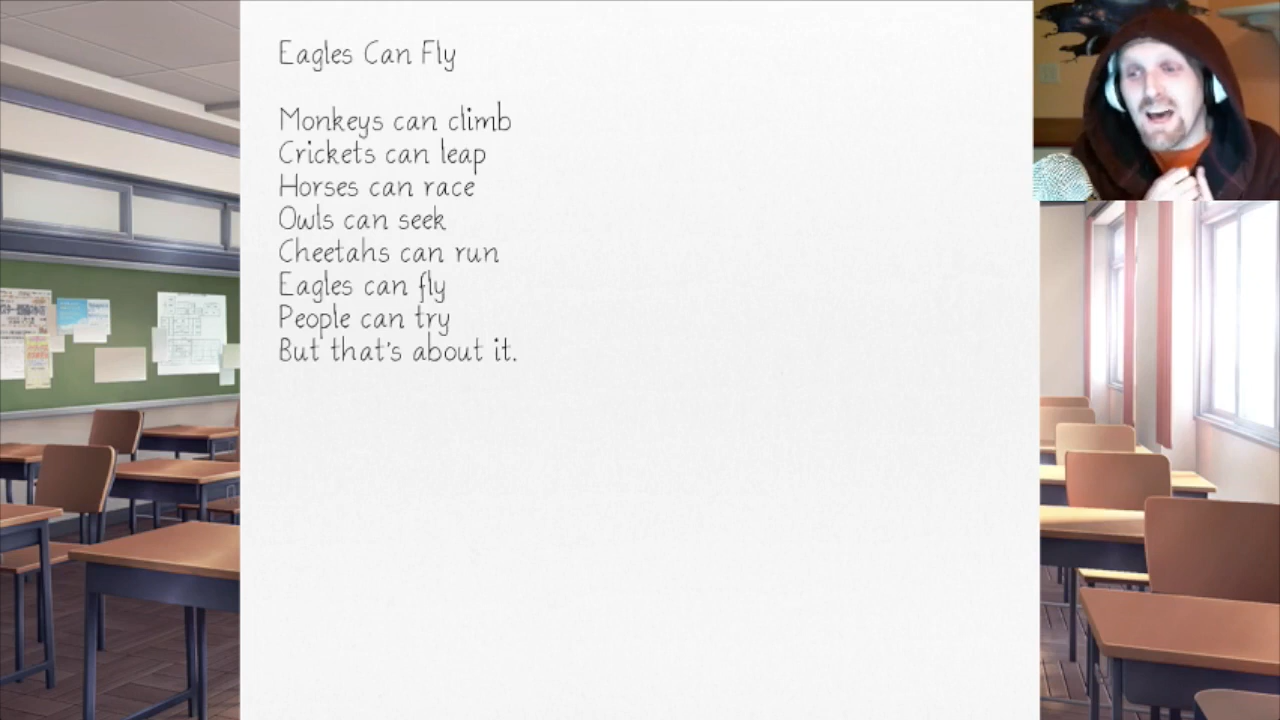 Eagles Can Fly
Monkeys can climb
Crickets can leap
Horses can race
Owls can seek
Cheetahs can run
Eagles can fly
People can try
But that's about it.